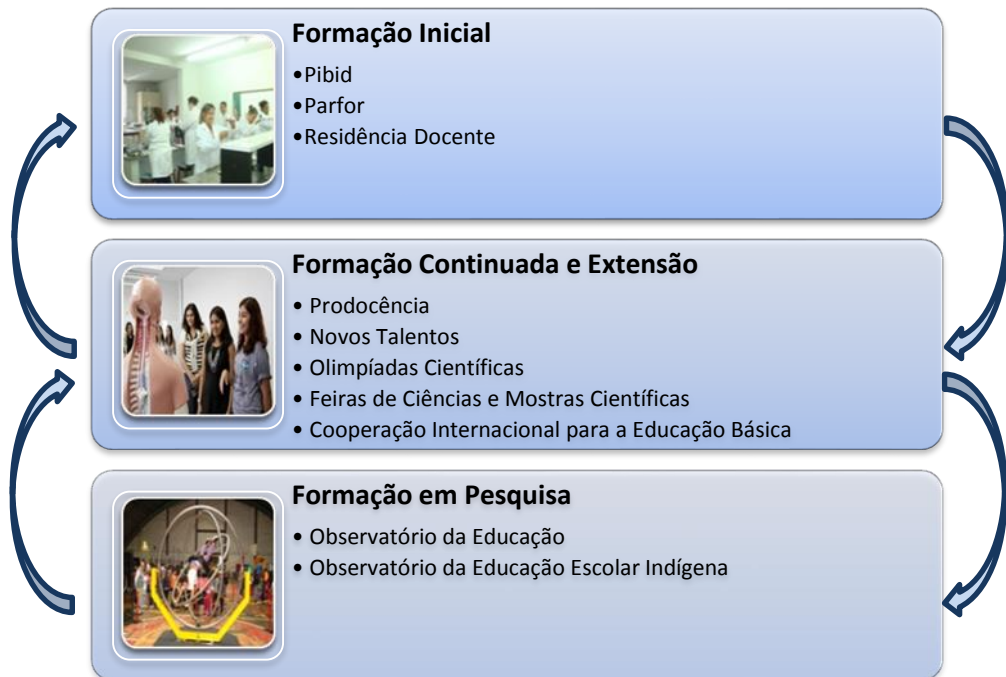 Formação Inicial
•Pibid
•Parfor
•Residência Docente
Formação Continuada e Extensão
• Prodocência
• Novos Talentos
• Olimpíadas Científicas
• Feiras de Ciências e Mostras Científicas
• Cooperação Internacional para a Educação Básica
Formação em Pesquisa
• Observatório da Educação
• Observatório da Educação Escolar Indígena